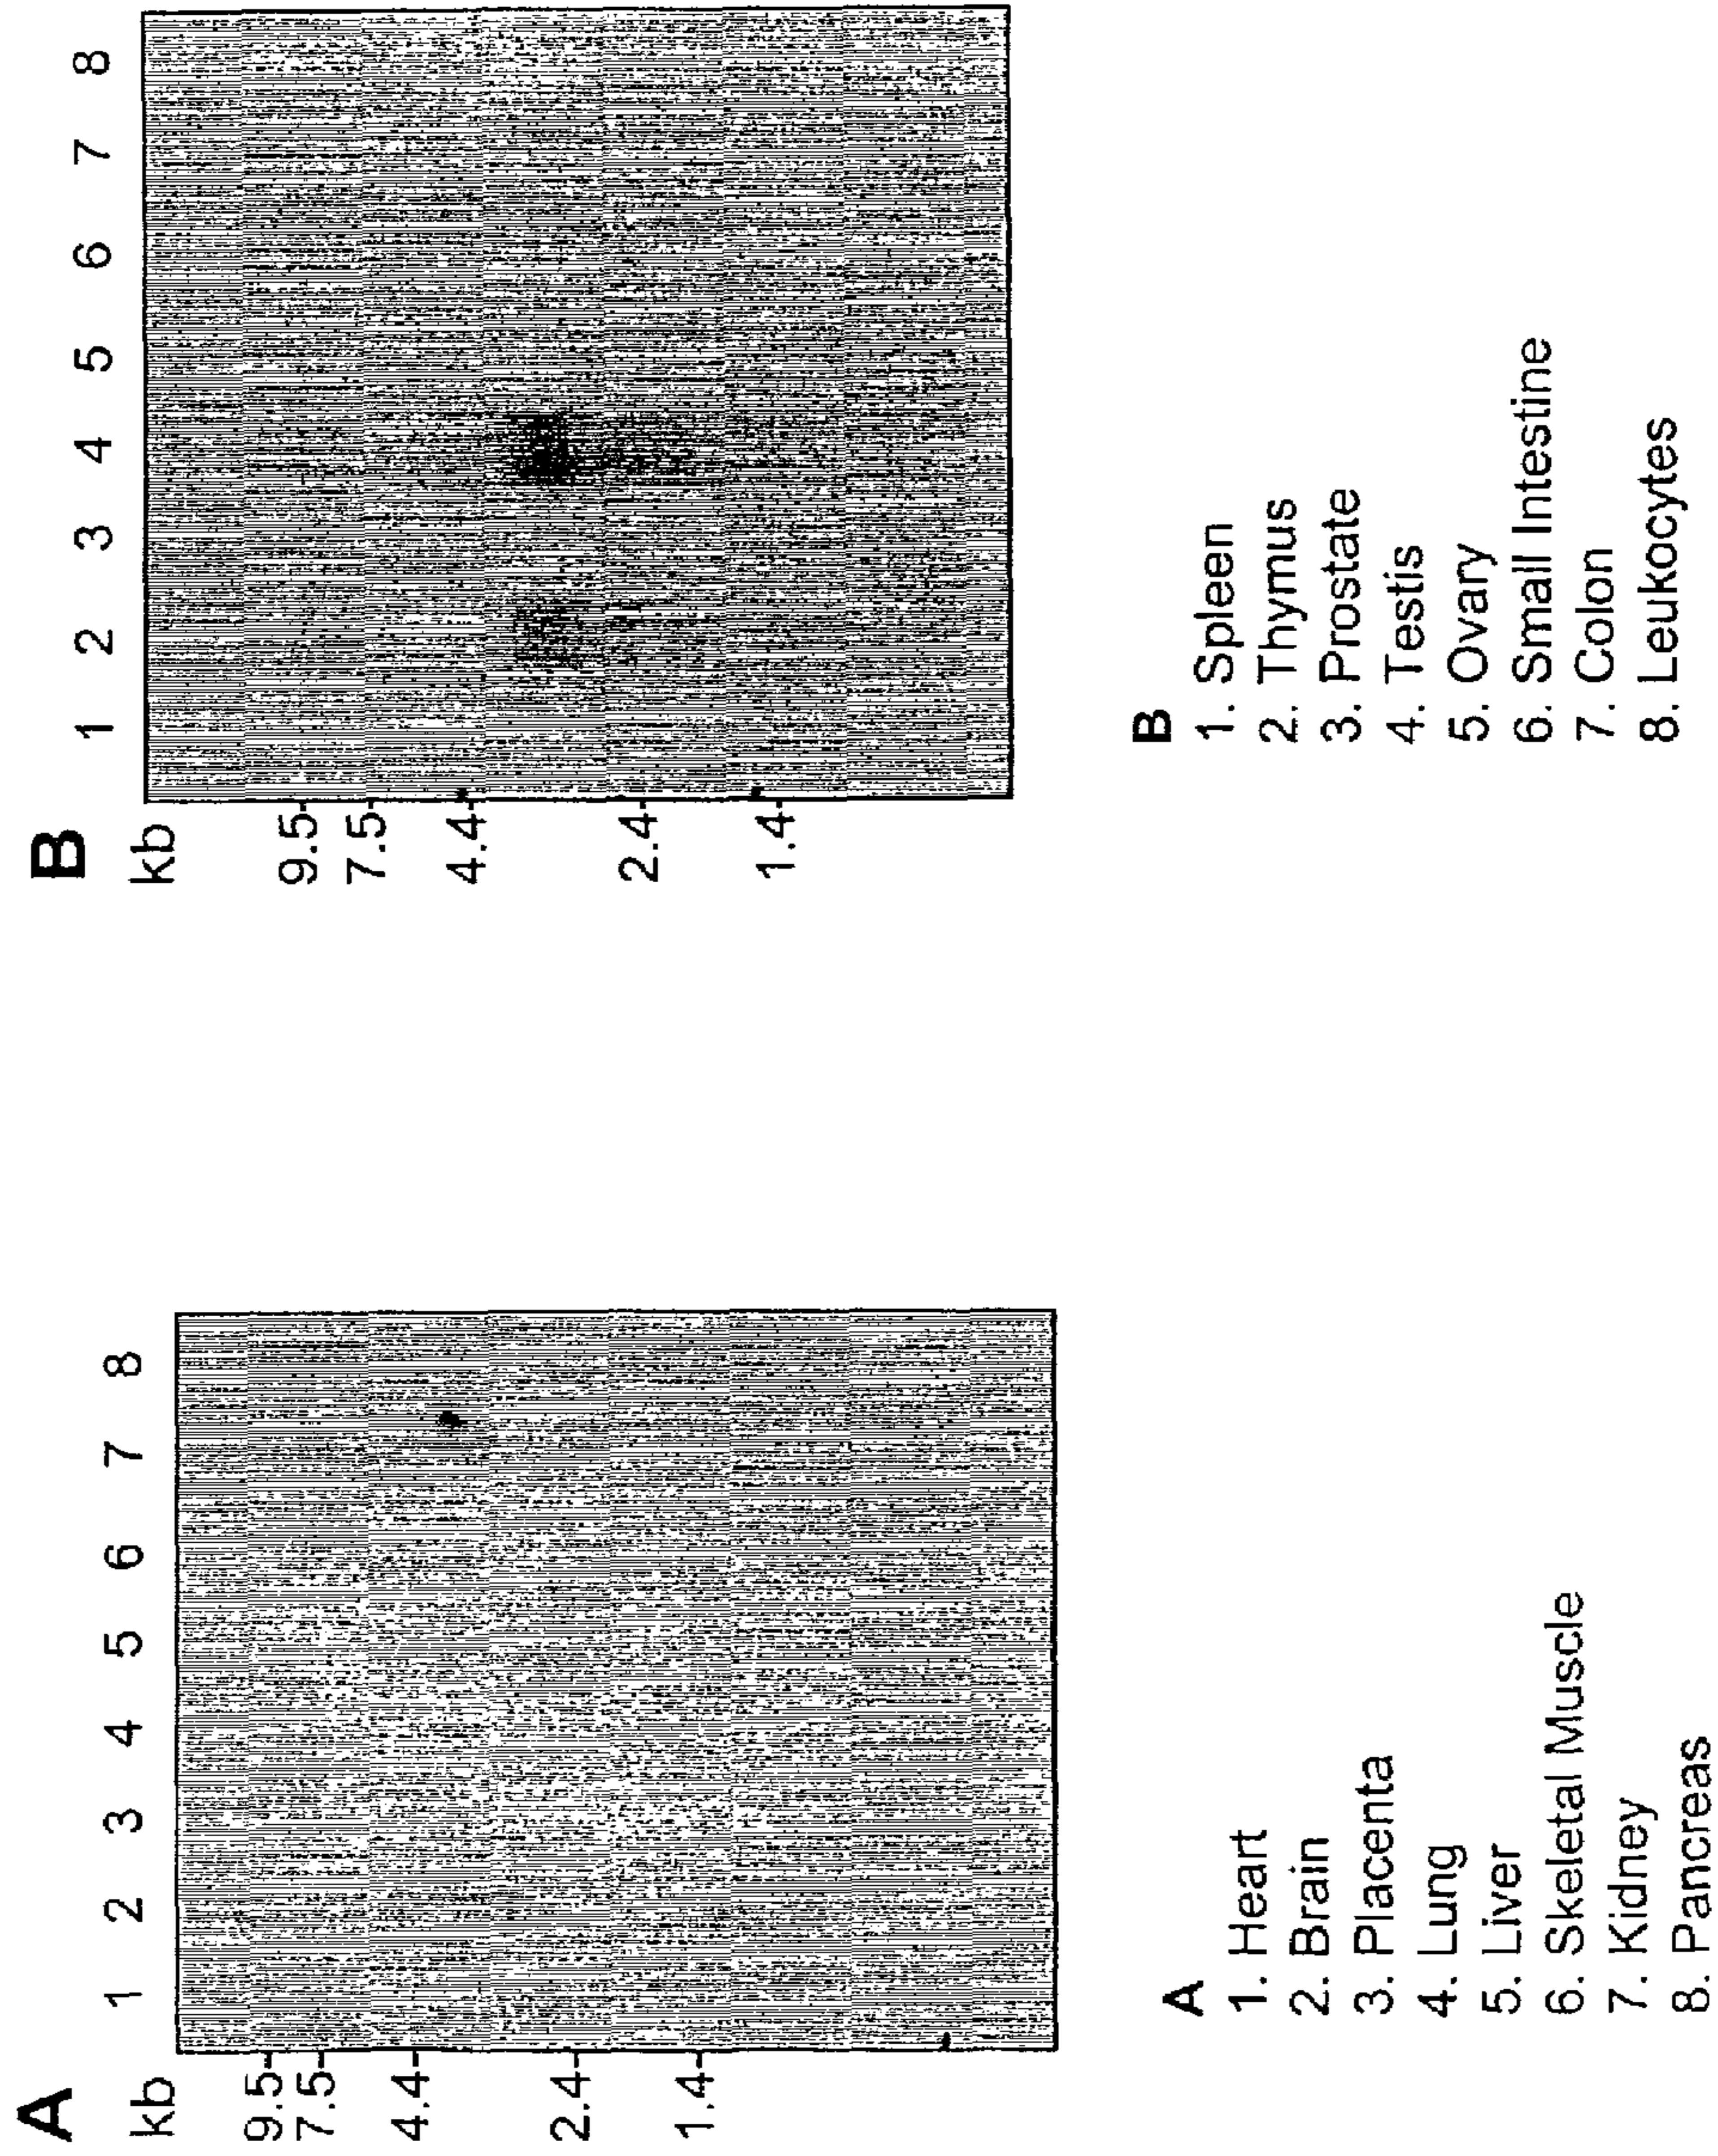 A
kb
1 2 3 4 5 6 7 8
9.5
7.5
4.4
2.4
1.4
A
1. Heart
2. Brain
3. Placenta
4. Lung
5. Liver
6. Skeletal Muscle
7. Kidney
8. Pancreas
B
kb
1 2 3 4 5 6 7 8
9.5
7.5
4.4
2.4
1.4
B
1. Spleen
2. Thymus
3. Prostate
4. Testis
5. Ovary
6. Small Intestine
7. Colon
8. Leukocytes